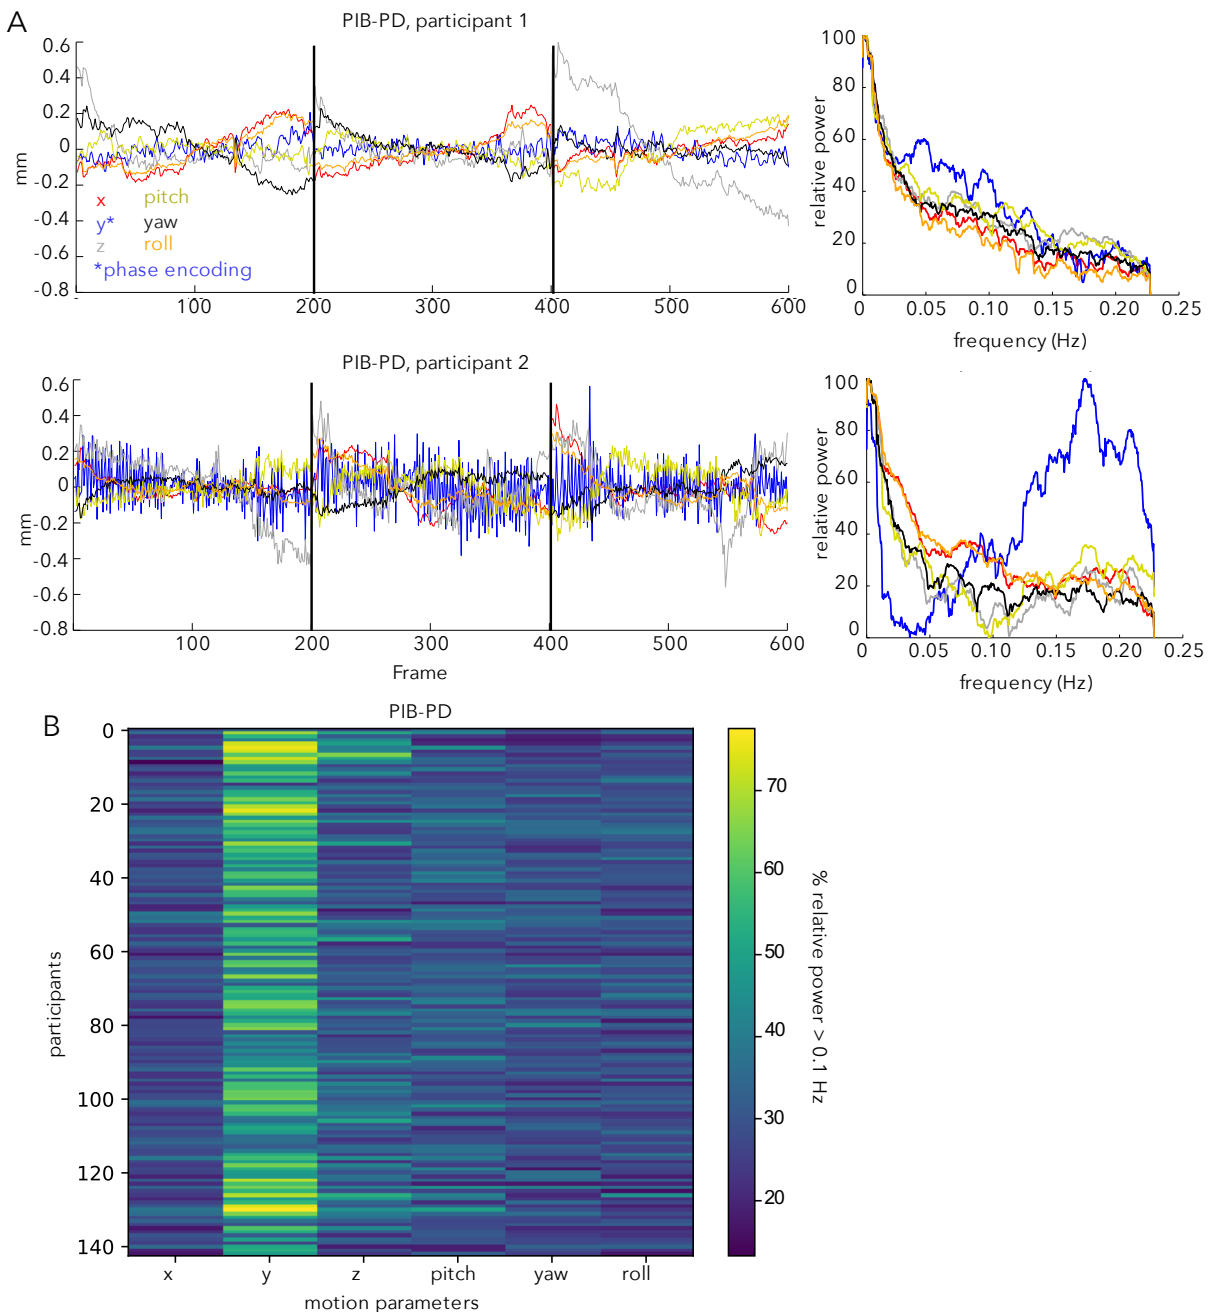 A
PIB-PD, participant 1
0.6
0.4
0.2
0
-0.2
-0.4
-0.6
-0.8
mm
x
pitch
y*
yaw
z
roll
*phase encoding
100
200
300
400
500
600
100
80
60
40
20
0
relative power
0
0.05
0.10
0.15
0.20
0.25
frequency (Hz)
PIB-PD, participant 2
0.6
0.4
0.2
0
-0.2
-0.4
-0.6
-0.8
mm
100
200
300
400
500
600
Frame
100
80
60
40
20
0
relative power
0
0.05
0.10
0.15
0.20
0.25
frequency (Hz)
B
PIB-PD
0
20
40
60
80
100
120
140
participants
x
y
z
pitch
yaw
roll
motion parameters
70
60
50
40
30
20
% relative power > 0.1 Hz